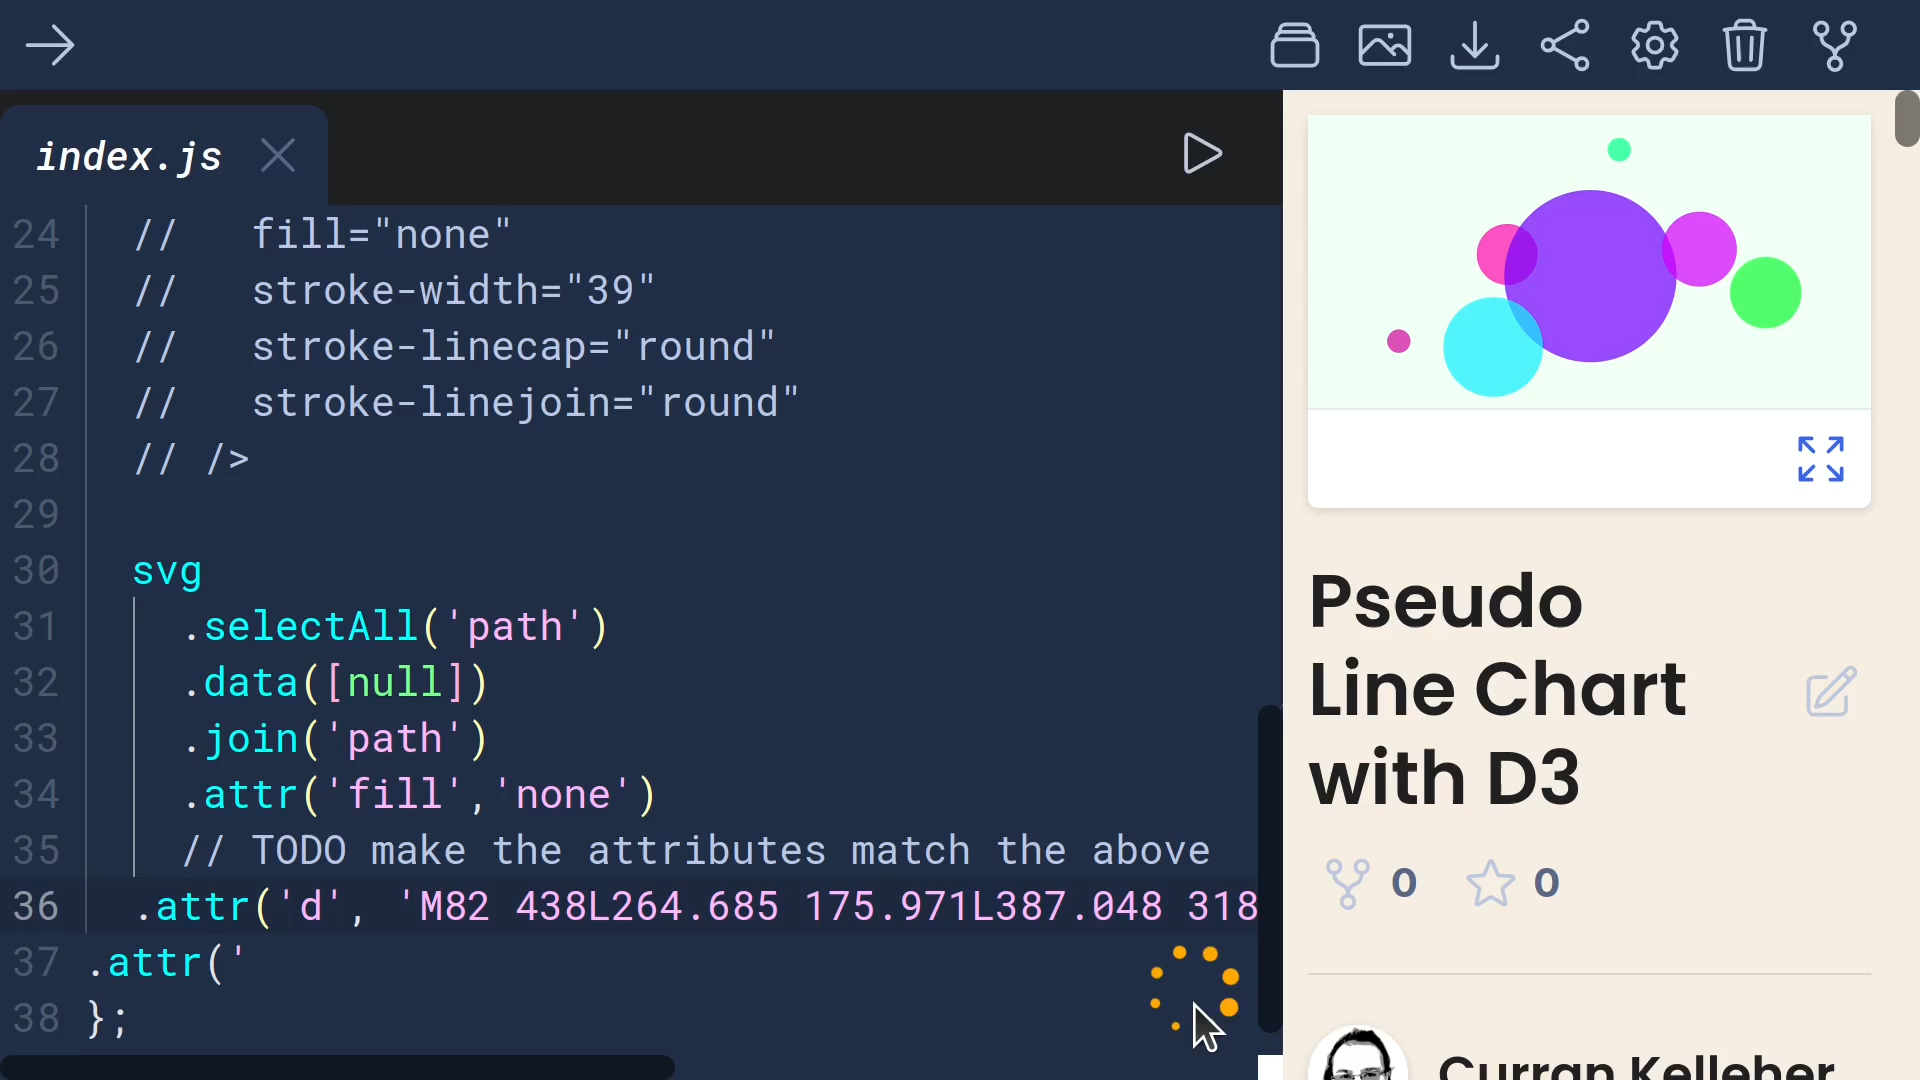 index.js
24 //   fill="none"
25 //   stroke-width="39"
26 //   stroke-linecap="round"
27 //   stroke-linejoin="round"
28 // />
29
30 svg
31 .selectAll('path')
32 .data([null])
33 .join('path')
34 .attr('fill','none')
35 // TODO make the attributes match the above
36 .attr('d', 'M82 438L264.685 175.971L387.048 318
37 .attr('
38 };
Pseudo
Line Chart
with D3
0 0
Curran Kelleher